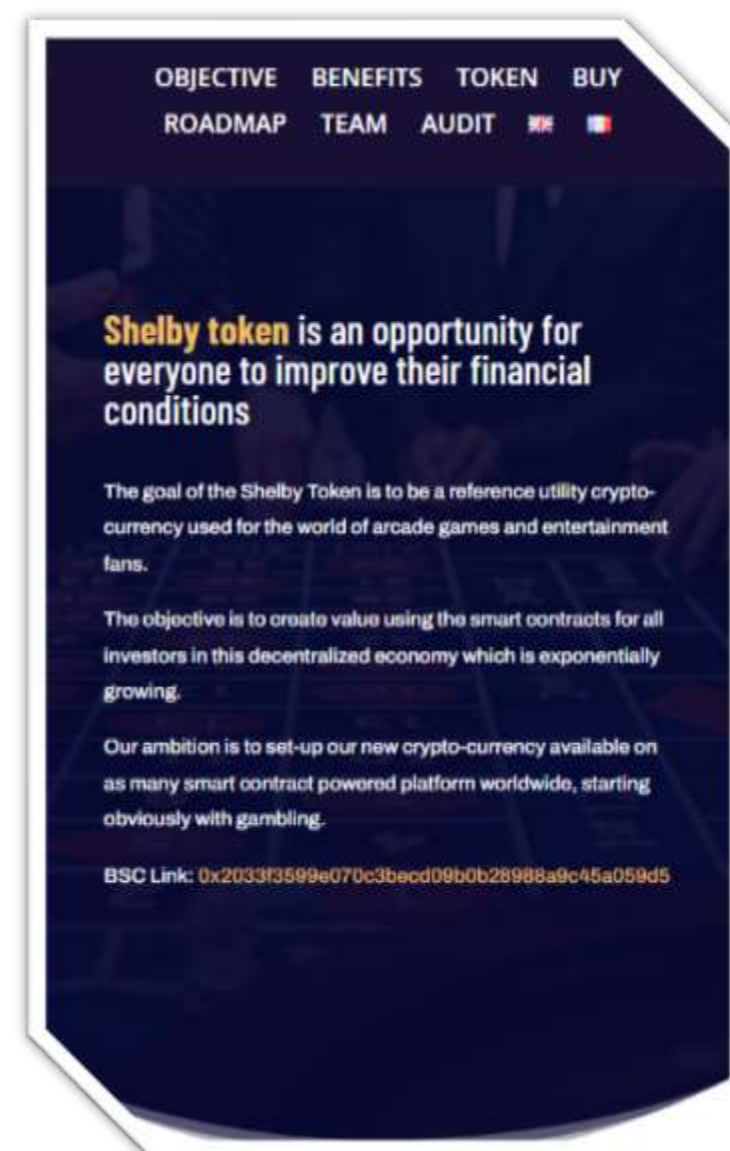 OBJECTIVE BENEFITS TOKEN BUY
ROADMAP TEAM AUDIT
Shelby token is an opportunity for
everyone to improve their financial
conditions
The goal of the Shelby Token is to be a reference utility crypto-
currency used for the world of arcade games and entertainment
fans.
The objective is to create value using the smart contracts for all
investors in this decentralized economy which is exponentially
growing.
Our ambition is to set-up our new crypto-currency available on
as many smart contract powered platform worldwide, starting
obviously with gambling.
BSC Link: 0x2033f3599e070c3becd09b0b28988a9c45a059d5